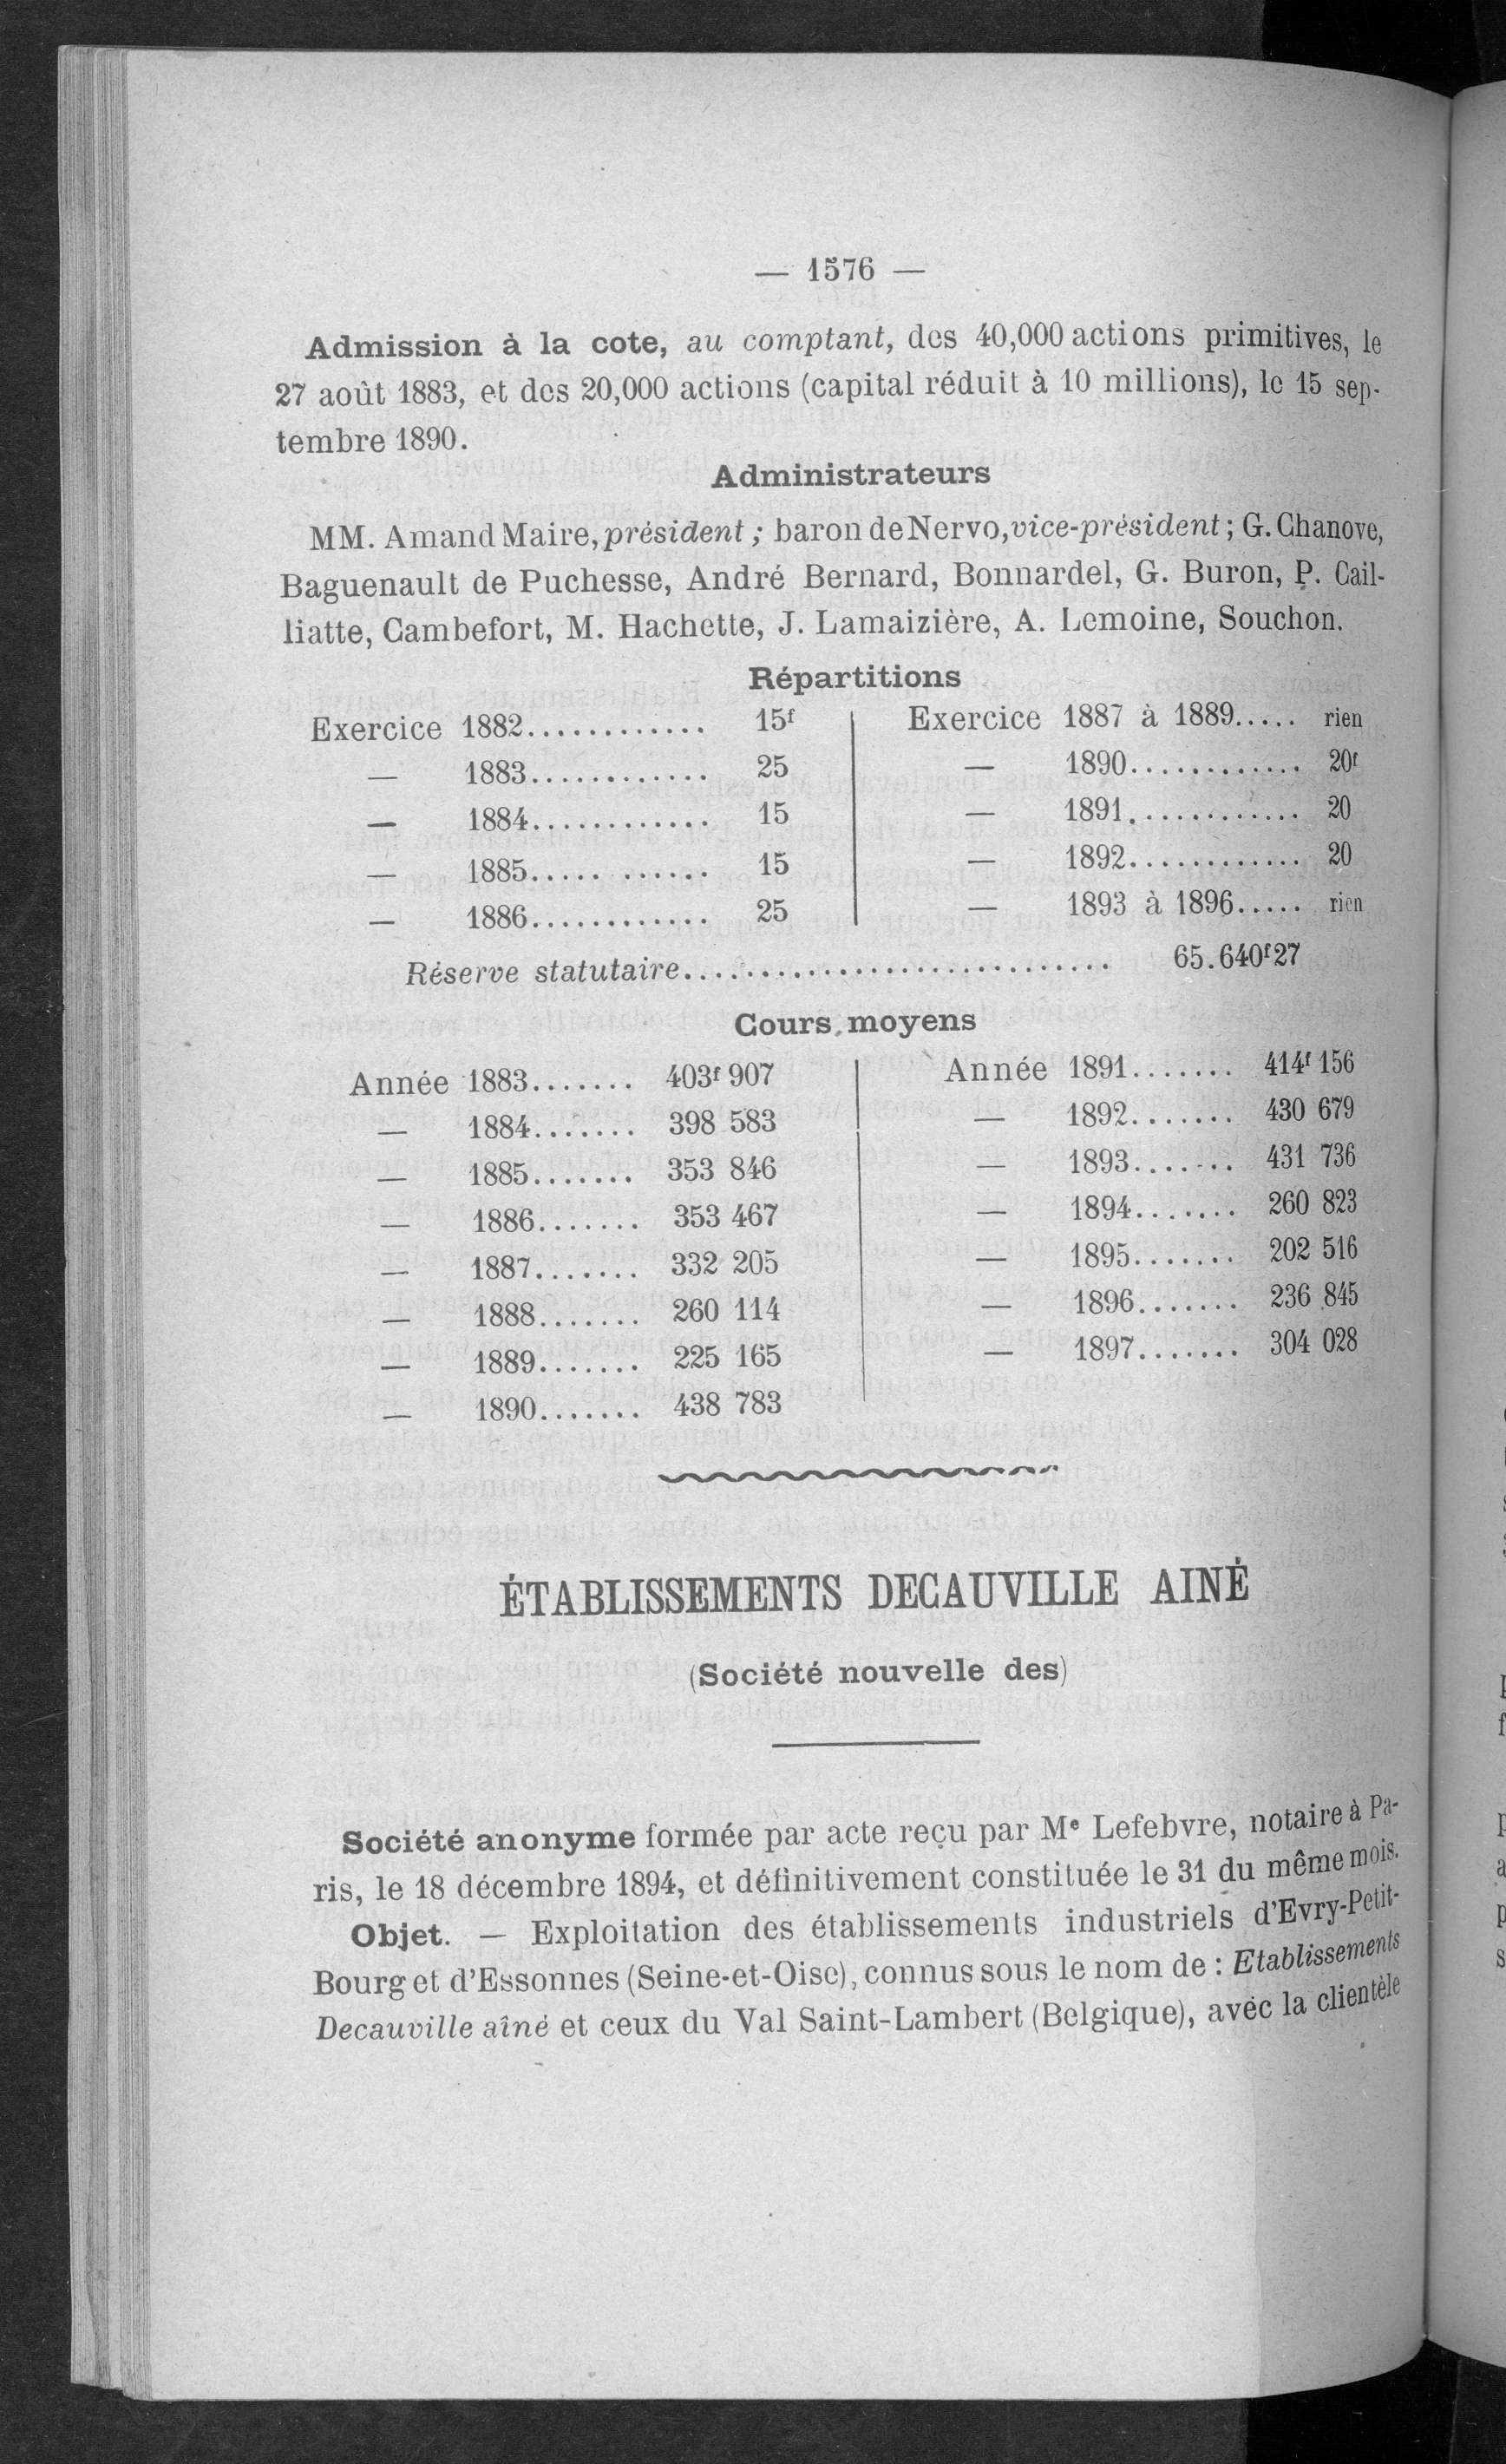 — 1576 —
Admission à la cote, au comptant, des 40,000 actions primitives, le
27 août 1883, et des 20,000 actions (capital réduit à 10 millions), le 15 sep-
tembre 1890.
Administrateurs
MM. Amand Maire, président ; baron de Nervo, vice-président ; G. Chanove,
Baguenault de Puchesse, André Bernard, Bonnardel, G. Buron, P. Cail-
liatte, Cambefort, M. Hachette, J. Lamaizière, A. Lemoine, Souchon.
Répartitions
Exercice 1882............ 15f
— 1883............ 25
— 1884............ 15
— 1885............ 15
— 1886............ 25
Exercice 1887 à 1889..... rien
— 1890............ 20f
— 1891............ 20
— 1892............ 20
— 1893 à 1896..... rien
Réserve statutaire............................ 65.640f27
Cours moyens
Année 1883....... 403f 907
— 1884....... 398 583
— 1885....... 353 846
— 1886....... 353 467
— 1887....... 332 205
— 1888....... 260 114
— 1889....... 225 165
— 1890....... 438 783
Année 1891....... 414f 156
— 1892....... 430 679
— 1893....... 431 736
— 1894....... 260 823
— 1895....... 202 516
— 1896....... 236 845
— 1897....... 304 028
ÉTABLISSEMENTS DECAUVILLE AINÉ
(Société nouvelle des)
Société anonyme formée par acte reçu par Me Lefebvre, notaire à Pa-
ris, le 18 décembre 1894, et définitivement constituée le 31 du même mois.
Objet. — Exploitation des établissements industriels d'Evry-Petit-
Bourg et d'Essonnes (Seine-et-Oise), connus sous le nom de : Etablissements
Decauville aîné et ceux du Val Saint-Lambert (Belgique), avec la clientèle